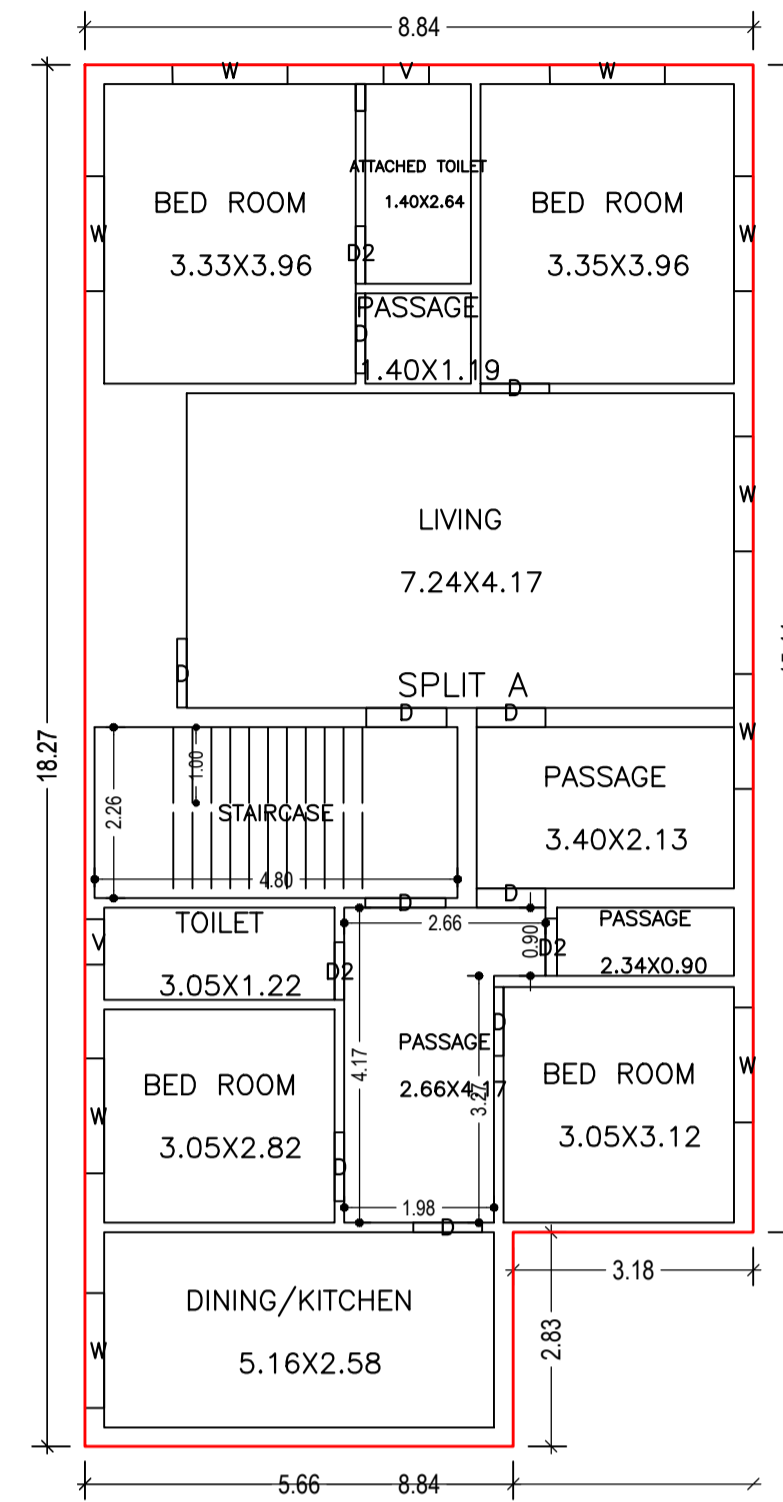 8.84
W
V
W
ATTACHED TOILET
1.40X2.64
BED ROOM
3.33X3.96
BED ROOM
3.35X3.96
W
W
D2
PASSAGE
1.40X1.19
D
D
LIVING
7.24X4.17
W
D
SPLIT A
D
D
W
18.27
1.00
2.26
STAIRCASE
4.80
PASSAGE
3.40X2.13
D
D
TOILET
3.05X1.22
V
D2
2.66
0.90
D2
PASSAGE
2.34X0.90
D
PASSAGE
2.66X4.17
4.17
3.27
BED ROOM
3.05X2.82
W
D
BED ROOM
3.05X3.12
W
1.98
D
3.18
DINING/KITCHEN
5.16X2.58
W
2.83
5.66
8.84